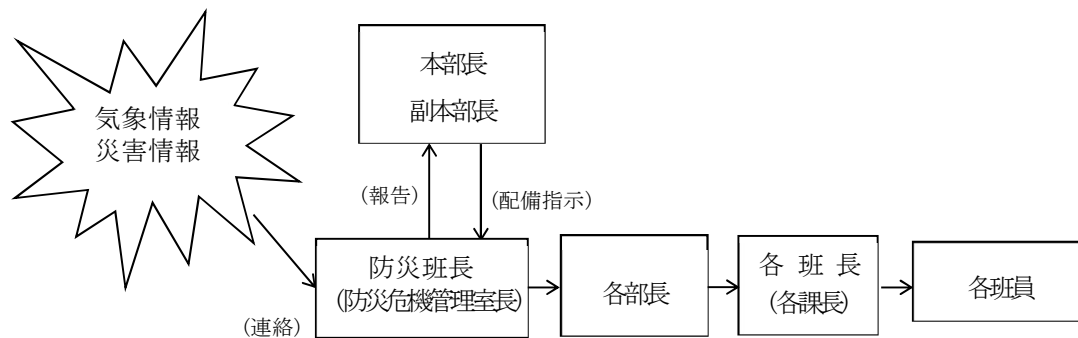 気象情報
災害情報
本部長
副本部長
(報告)
(配備指示)
(連絡)
防災班長
(防災危機管理室長)
各部長
各 班 長
(各課長)
各班員